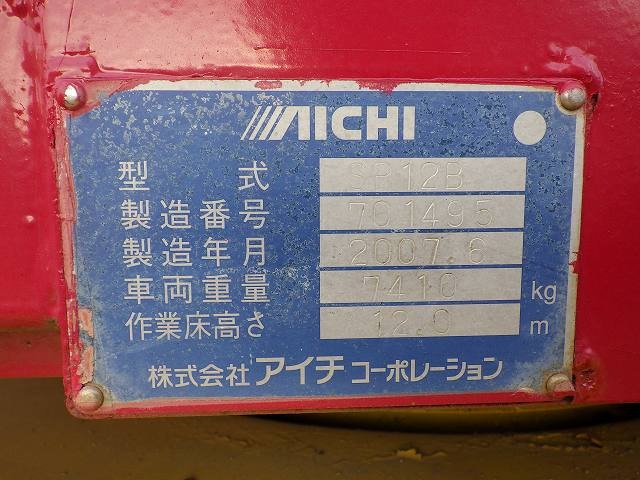 AICHI
型式 SR12B
製造番号 701495
製造年月 2007.6
車両重量 7410 kg
作業床高さ 12.0 m
株式会社アイチコーポレーション